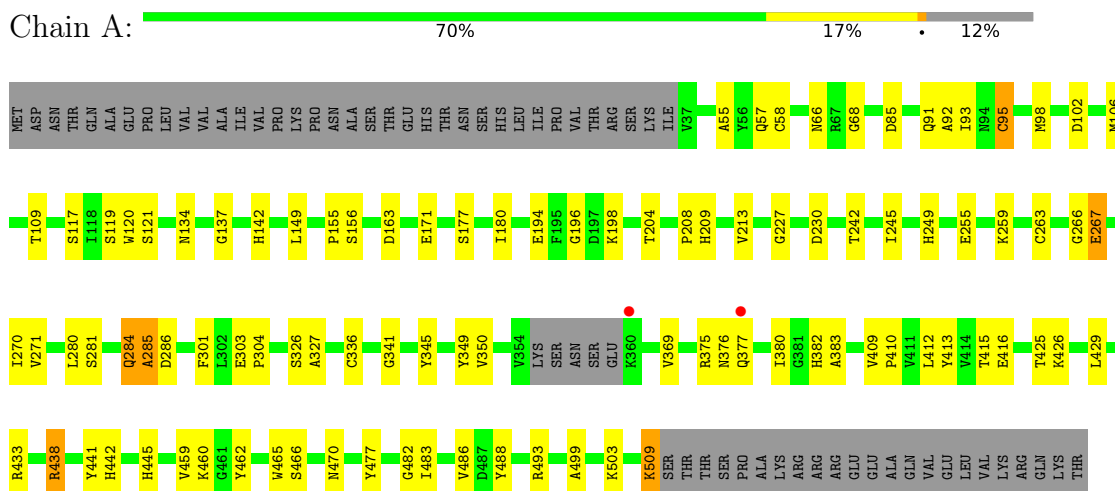 Chain A:
70% 17% • 12%
MET ASP ASN THR GLN ALA GLU PRO LEU VAL VAL ALA ILE VAL PRO LYS PRO ASN ALA SER THR GLU HIS THR ASN SER HIS LEU ILE PRO VAL THR ARG SER LYS ILE V37 A55 Y56 Q57 C58 N66 R67 G68 D85 Q91 A92 I93 N94 C95 M98 D102 M106
T109 S117 I118 S119 W120 S121 N134 G137 H142 L149 P155 S156 D163 E171 S177 I180 E194 F195 G196 D197 K198 T204 P208 H209 V213 G227 D230 T242 I245 H249 E255 K259 C263 G266 E267
I270 V271 L280 S281 Q284 A285 D286 F301 L302 E303 P304 S326 A327 C336 G341 Y345 Y349 V350 V354 LYS SER ASN SER GLU K360 V369 R375 N376 Q377 I380 G381 H382 A383 V409 P410 V411 L412 Y413 V414 T415 E416 T425 K426 L429
R433 R438 Y441 H442 H445 V459 K460 G461 Y462 W465 S466 N470 Y477 G482 I483 V486 D487 Y488 R493 A499 K503 K509 SER THR THR SER PRO ALA LYS ARG ARG ARG GLU GLU ALA GLN VAL GLU LEU VAL LYS ARG GLN LYS THR